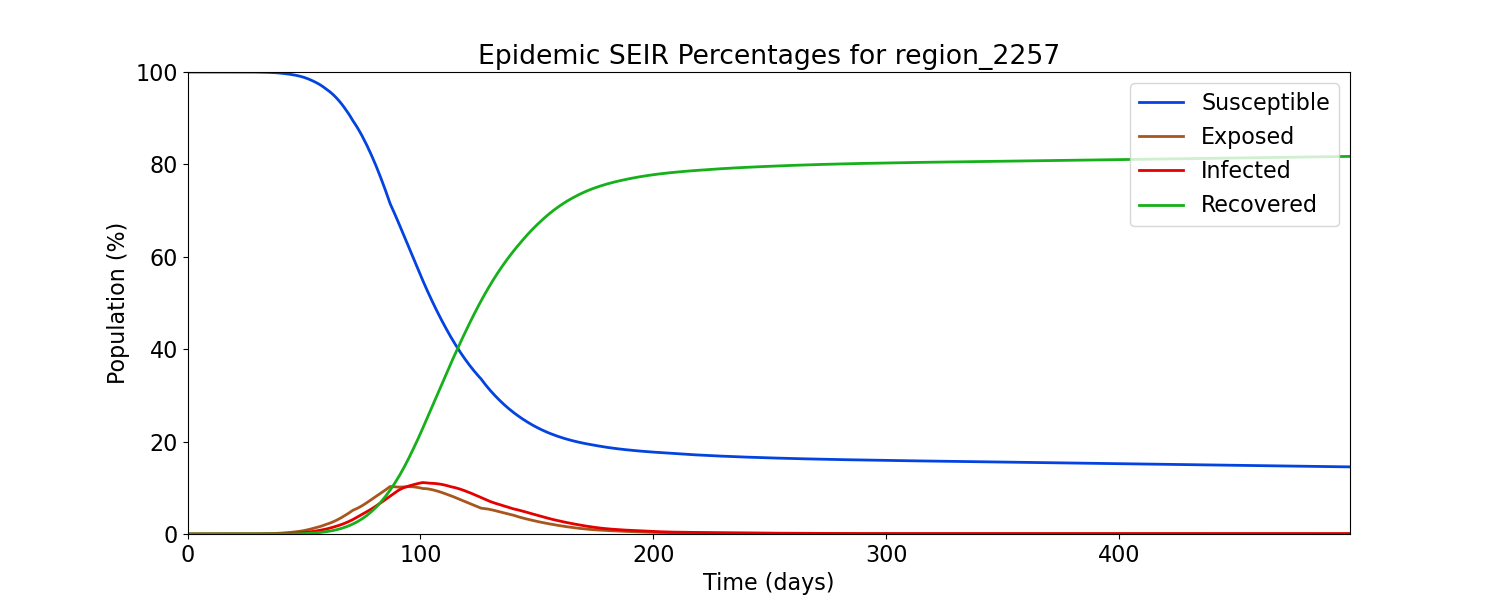 Epidemic SEIR Percentages for region_2257
Population (%)
100
80
60
40
20
0
0 100 200 300 400
Time (days)
Susceptible
Exposed
Infected
Recovered